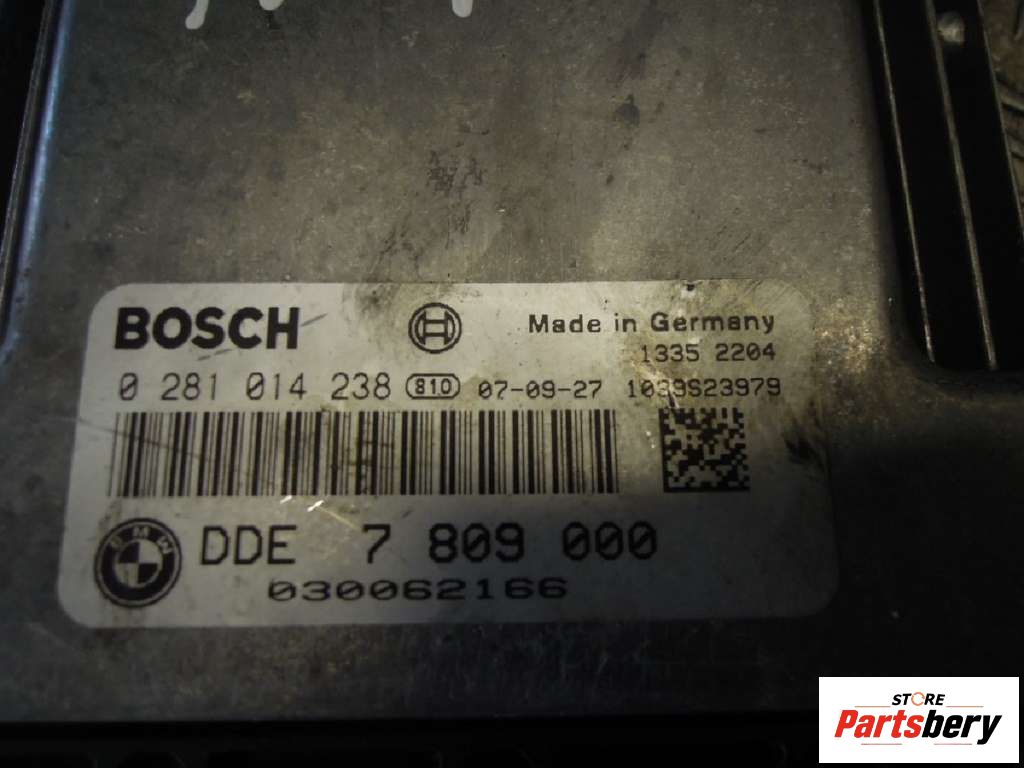 BOSCH
Made in Germany
1335 2204
0 281 014 238 810 07-09-27 1039S23979
BMW
DDE 7 809 000
030062166
STORE
Partsbery